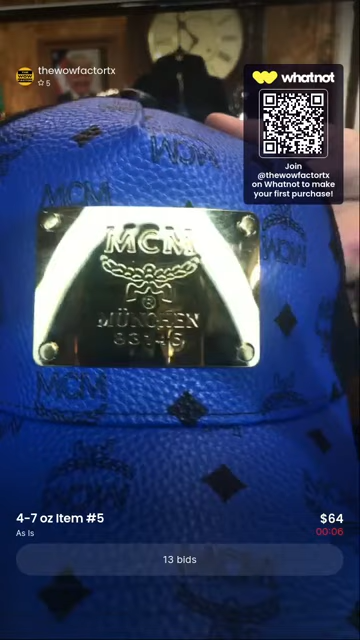 thewowfactortx
☆5
whatnot
Join
@thewowfactortx
on Whatnot to make
your first purchase!
MCM
MCM
MCM
MCM
®
MÜNCHEN
MCM
4-7 oz Item #5
$64
As Is
00:06
13 bids